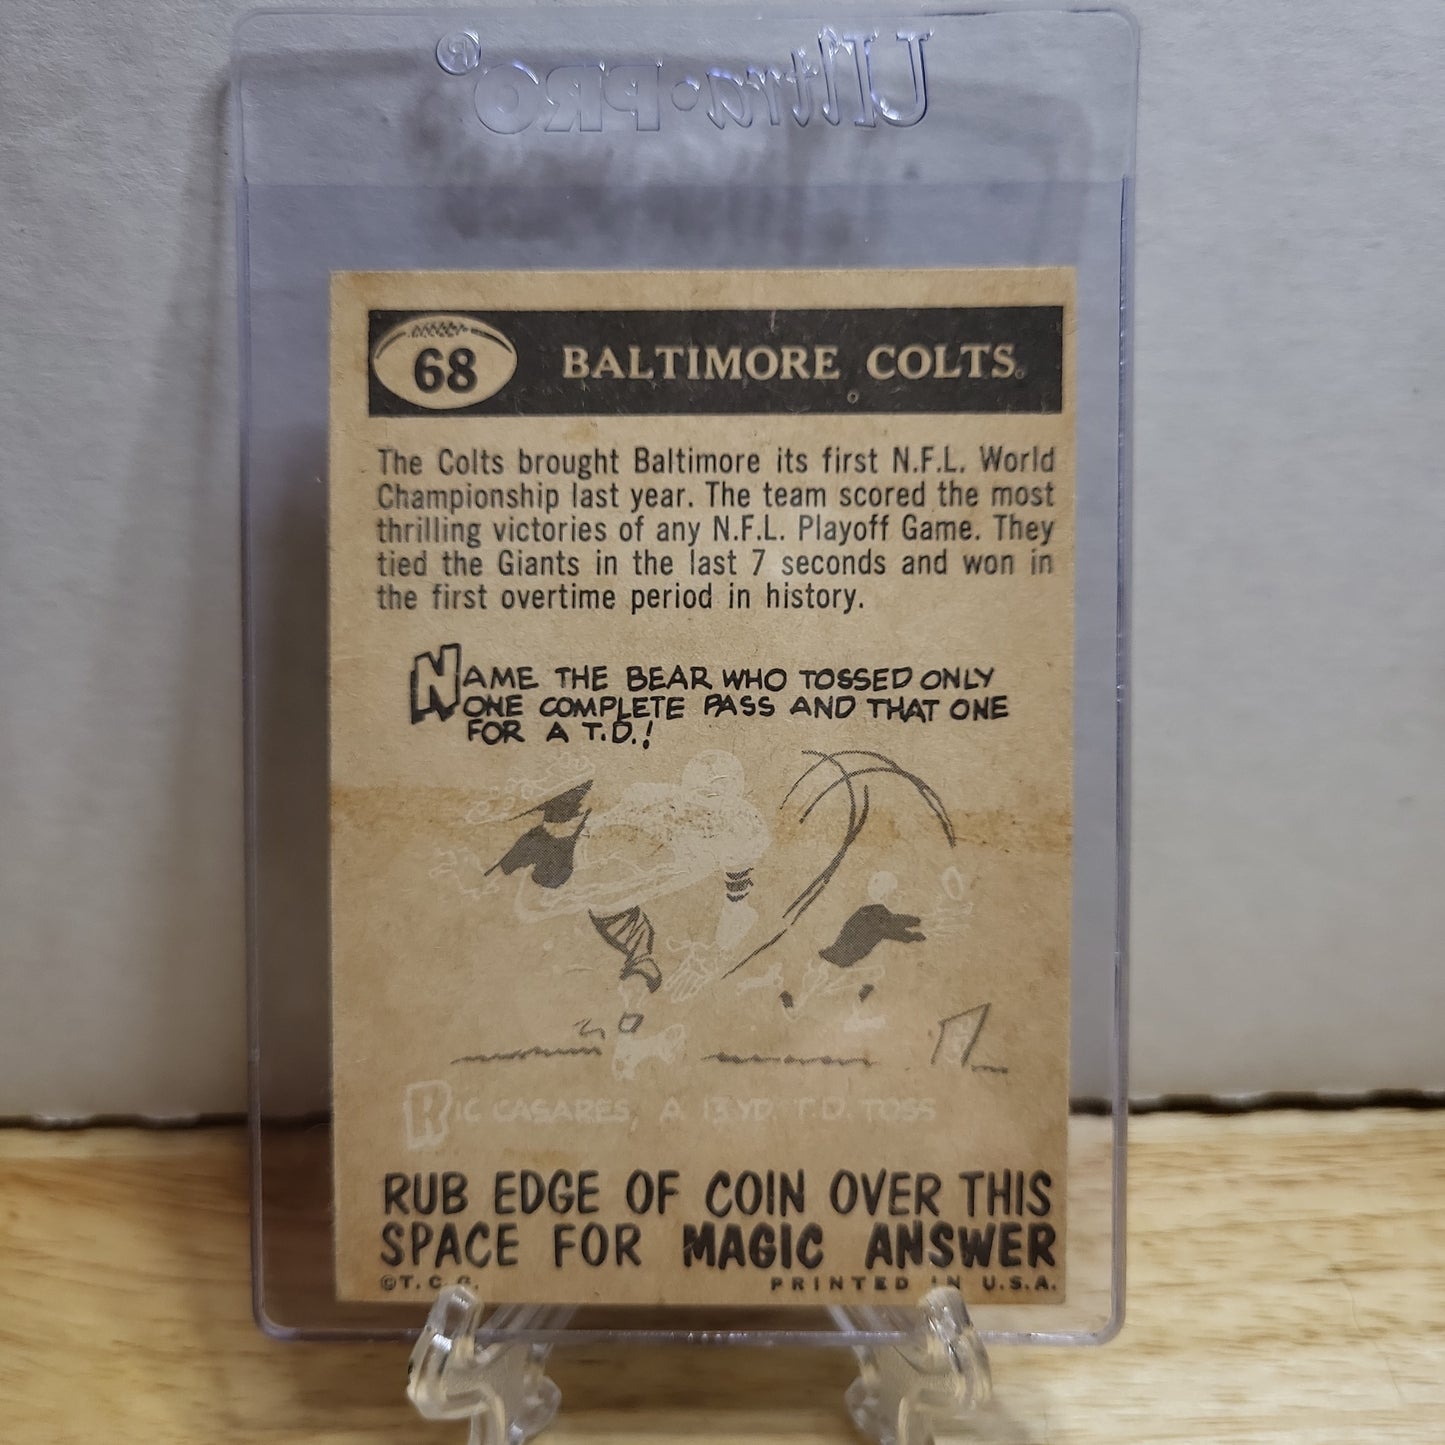 Ultra•PRO®
68 BALTIMORE COLTS
The Colts brought Baltimore its first N.F.L. World
Championship last year. The team scored the most
thrilling victories of any N.F.L. Playoff Game. They
tied the Giants in the last 7 seconds and won in
the first overtime period in history.
NAME THE BEAR WHO TOSSED ONLY
ONE COMPLETE PASS AND THAT ONE
FOR A T.D.!
RIC CASARES, A 13 YD T.D. TOSS
RUB EDGE OF COIN OVER THIS
SPACE FOR MAGIC ANSWER
©T.C.G. PRINTED IN U.S.A.